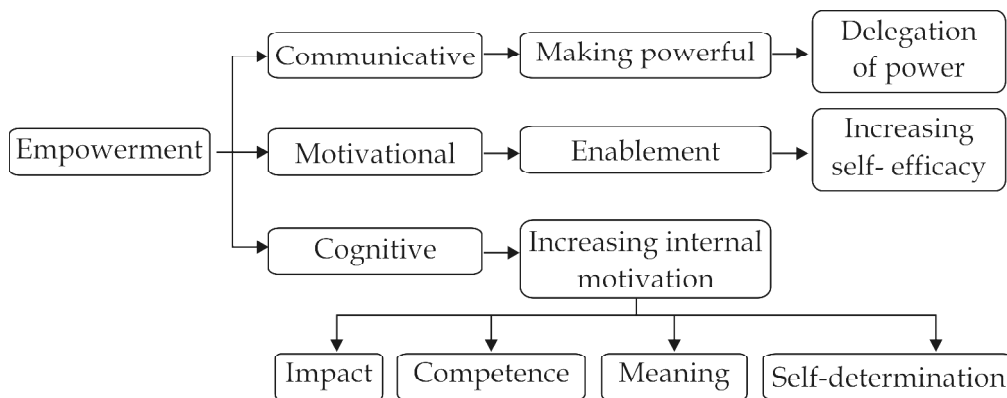 Communicative
Making powerful
Delegation
of power
Empowerment
Motivational
Enablement
Increasing
self- efficacy
Cognitive
Increasing internal
motivation
Impact
Competence
Meaning
Self-determination